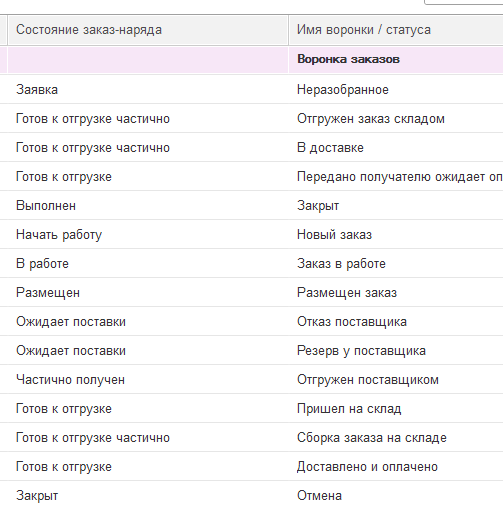 Состояние заказ-наряда Имя воронки / статуса
Воронка заказов
Заявка Неразобранное
Готов к отгрузке частично Отгружен заказ складом
Готов к отгрузке частично В доставке
Готов к отгрузке Передано получателю ожидает оп
Выполнен Закрыт
Начать работу Новый заказ
В работе Заказ в работе
Размещен Размещен заказ
Ожидает поставки Отказ поставщика
Ожидает поставки Резерв у поставщика
Частично получен Отгружен поставщиком
Готов к отгрузке Пришел на склад
Готов к отгрузке частично Сборка заказа на складе
Готов к отгрузке Доставлено и оплачено
Закрыт Отмена